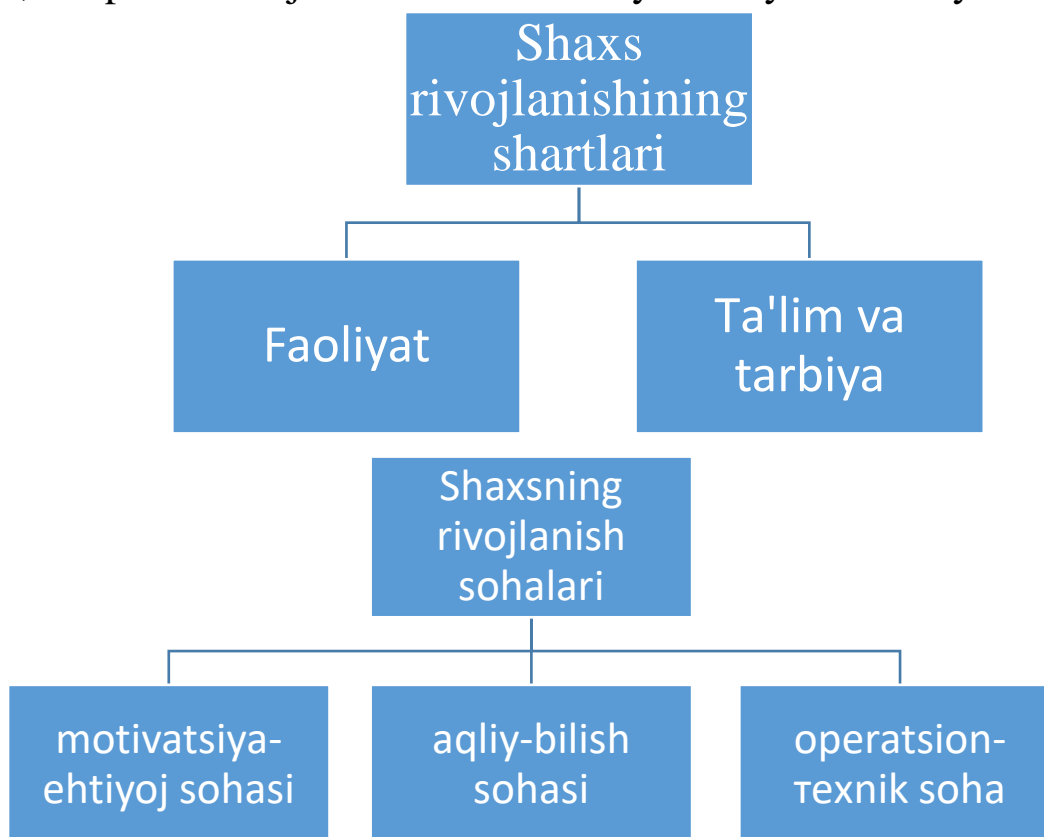 Shaxs
rivojlanishining
shartlari
Faoliyat
Ta'lim va
tarbiya
Shaxsning
rivojlanish
sohalari
motivatsiya-
ehtiyoj sohasi
aqliy-bilish
sohasi
operatsion-
теxnik soha